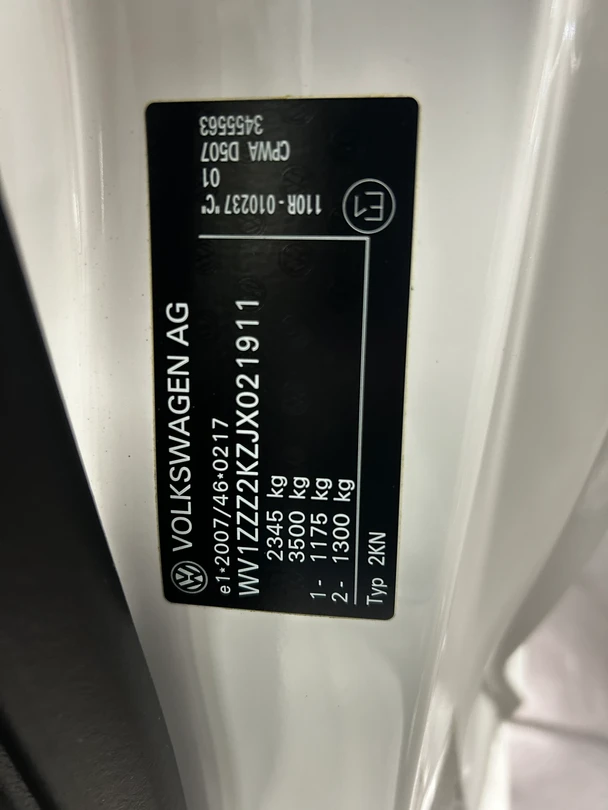 VOLKSWAGEN AG
e1*2007/46*0217
WV1ZZZ2KZJX021911
2345 kg
3500 kg
1- 1175 kg
2- 1300 kg
Typ 2KN
E1
110R-010237 "C"
01
CPWA D507
3455563